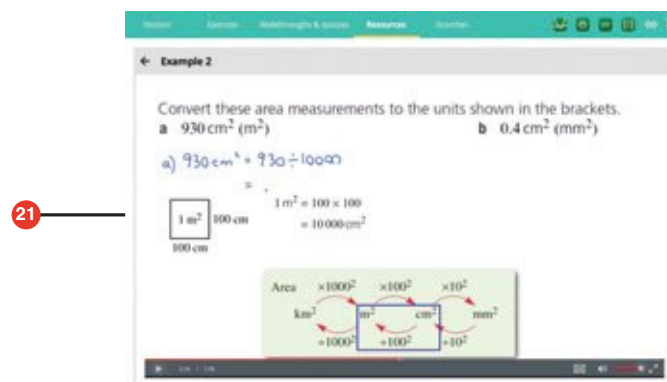 Resources
← Example 2
Convert these area measurements to the units shown in the brackets.
a 930 cm² (m²) b 0.4 cm² (mm²)
a) 930 cm² = 930 ÷ 10000
= .
1 m² = 100 × 100
1 m² 100 cm
= 10 000 cm²
100 cm
21
Area ×1000² ×100² ×10²
km² m² cm² mm²
÷1000² ÷100² ÷10²